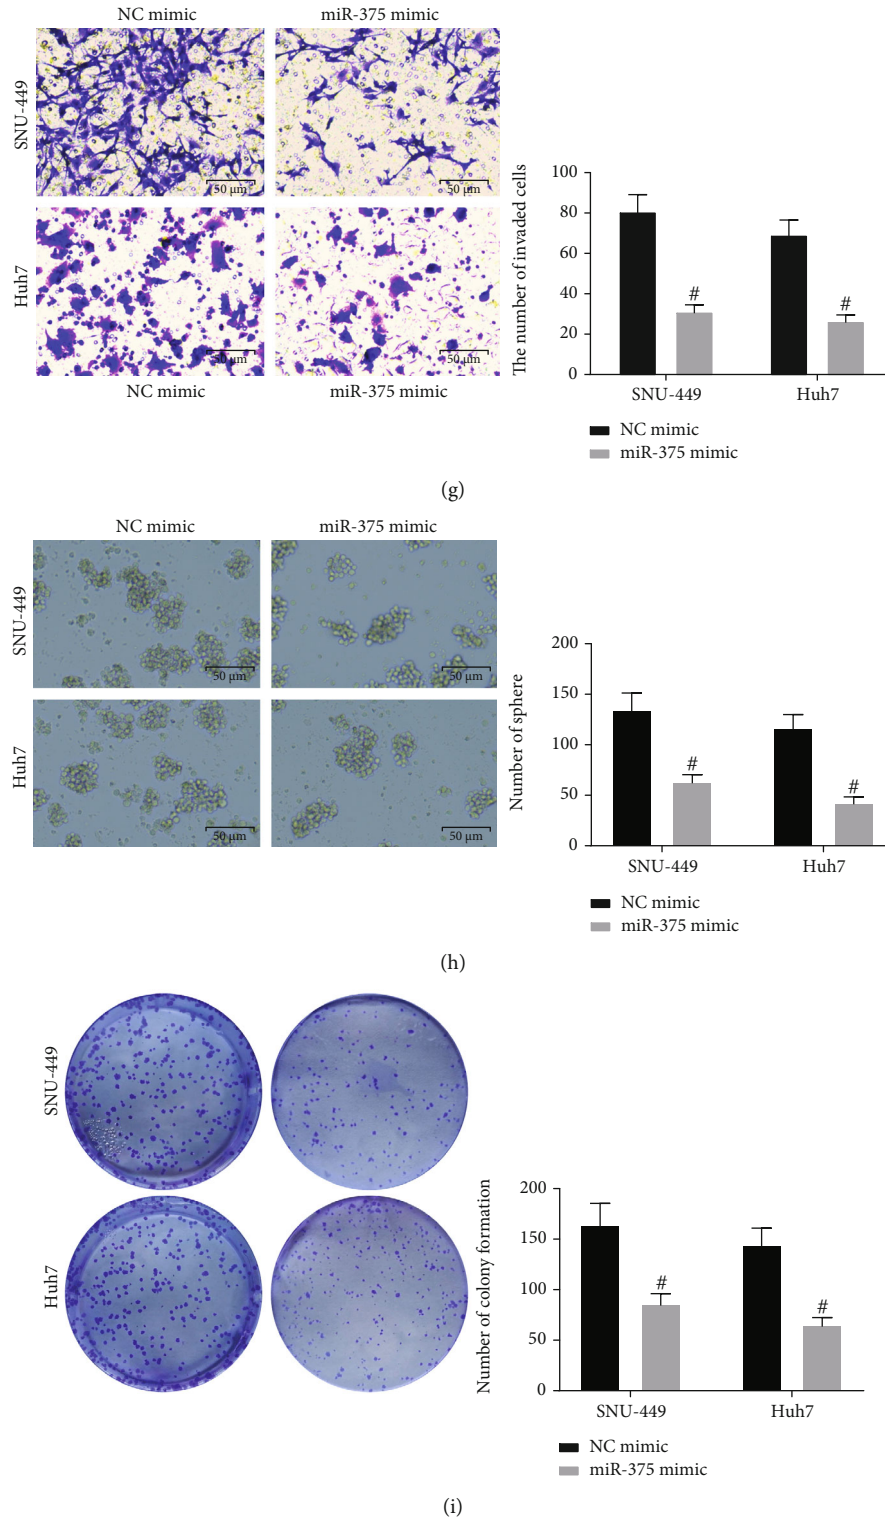 NC mimic
miR-375 mimic
SNU-449
50 μm
50 μm
Huh7
50 μm
50 μm
NC mimic
miR-375 mimic
The number of invaded cells
100
80
60
40
20
0
#
#
SNU-449
Huh7
NC mimic
miR-375 mimic
(g)
NC mimic
miR-375 mimic
SNU-449
50 μm
50 μm
Huh7
50 μm
50 μm
Number of sphere
200
150
100
50
0
#
#
SNU-449
Huh7
NC mimic
miR-375 mimic
(h)
SNU-449
Huh7
Number of colony formation
200
150
100
50
0
#
#
SNU-449
Huh7
NC mimic
miR-375 mimic
(i)